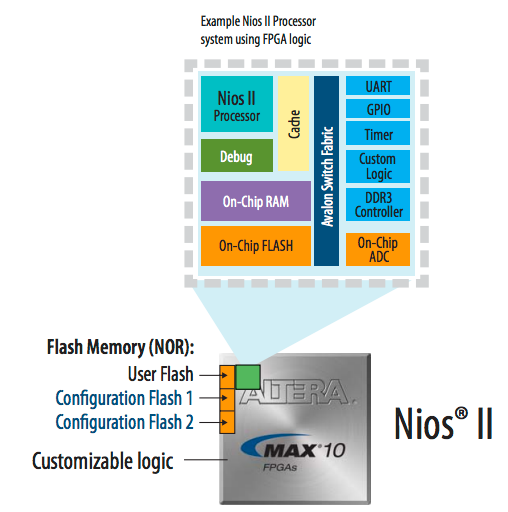 Example Nios II Processor
system using FPGA logic
Nios II
Processor
Cache
Debug
On-Chip RAM
On-Chip FLASH
Avalon Switch Fabric
UART
GPIO
Timer
Custom
Logic
DDR3
Controller
On-Chip
ADC
Flash Memory (NOR):
User Flash
Configuration Flash 1
Configuration Flash 2
Customizable logic
ALTERA®
MAX® 10
FPGAs
Nios® II